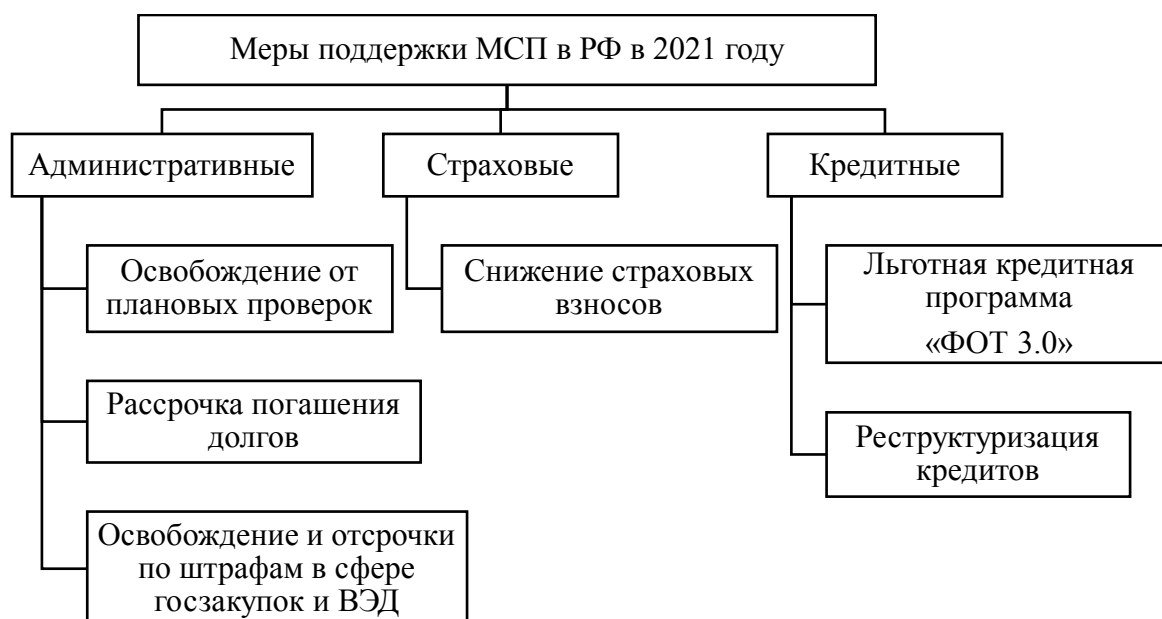 Меры поддержки МСП в РФ в 2021 году
Административные
Страховые
Кредитные
Освобождение от
плановых проверок
Снижение страховых
взносов
Льготная кредитная
программа
«ФОТ 3.0»
Рассрочка погашения
долгов
Реструктуризация
кредитов
Освобождение и отсрочки
по штрафам в сфере
госзакупок и ВЭД